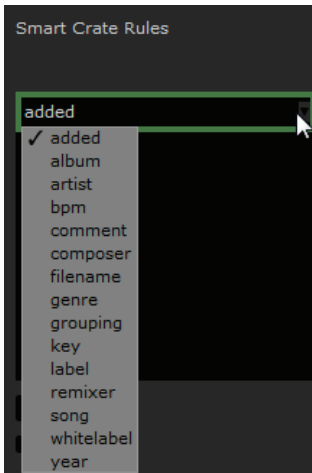 Smart Crate Rules
added
✓ added
album
artist
bpm
comment
composer
filename
genre
grouping
key
label
remixer
song
whitelabel
year